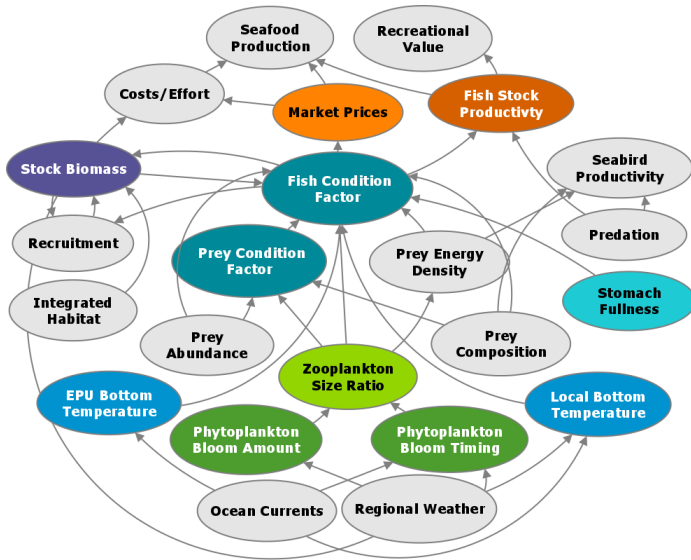 Seafood
Production
Recreational
Value
Costs/Effort
Market Prices
Fish Stock
Productivty
Stock Biomass
Fish Condition
Factor
Seabird
Productivity
Recruitment
Prey Condition
Factor
Prey Energy
Density
Predation
Integrated
Habitat
Stomach
Fullness
Prey
Abundance
Prey
Composition
Zooplankton
Size Ratio
EPU Bottom
Temperature
Local Bottom
Temperature
Phytoplankton
Bloom Amount
Phytoplankton
Bloom Timing
Ocean Currents
Regional Weather